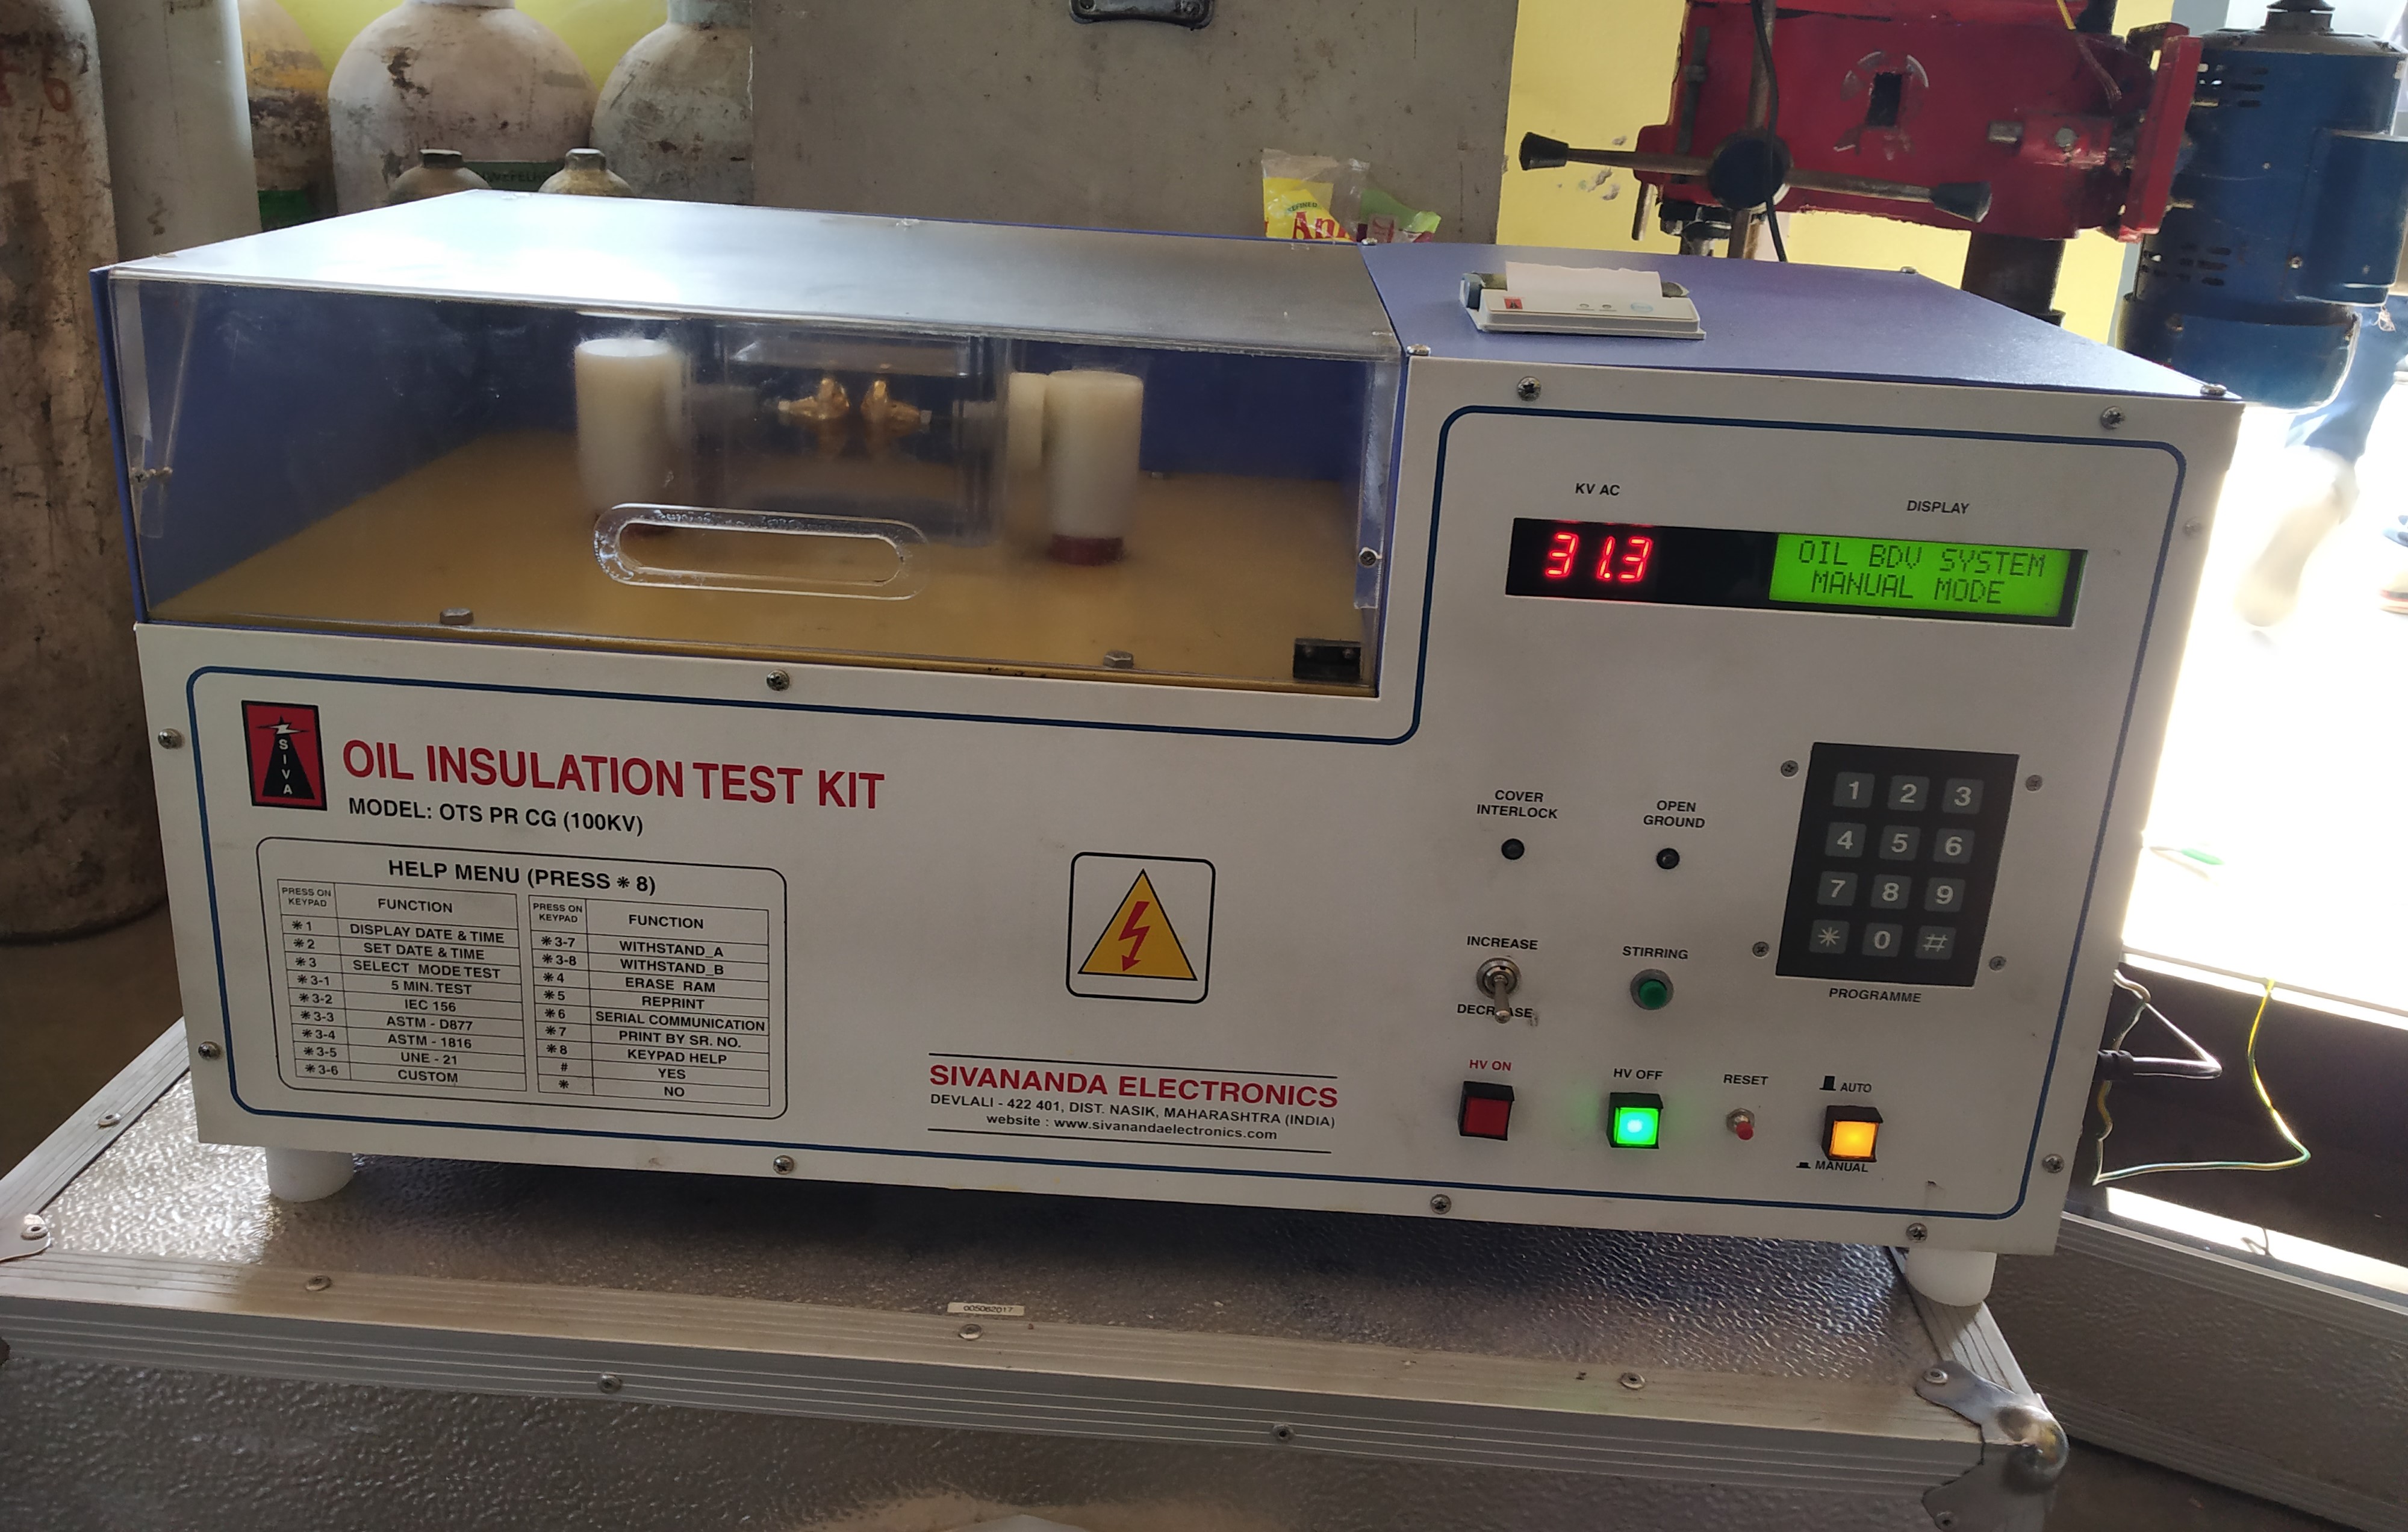 REFINED
KV AC
DISPLAY
31.3
OIL BDV SYSTEM
MANUAL MODE
SIVA
OIL INSULATION TEST KIT
MODEL: OTS PR CG (100KV)
HELP MENU (PRESS ✳ 8)
PRESS ON KEYPAD FUNCTION
✳ 1 DISPLAY DATE & TIME
✳ 2 SET DATE & TIME
✳ 3 SELECT MODE TEST
✳ 3-1 5 MIN. TEST
✳ 3-2 IEC 156
✳ 3-3 ASTM - D877
✳ 3-4 ASTM - 1816
✳ 3-5 UNE - 21
✳ 3-6 CUSTOM
PRESS ON KEYPAD FUNCTION
✳ 3-7 WITHSTAND_A
✳ 3-8 WITHSTAND_B
✳ 4 ERASE RAM
✳ 5 REPRINT
✳ 6 SERIAL COMMUNICATION
✳ 7 PRINT BY SR. NO.
✳ 8 KEYPAD HELP
# YES
✳ NO
SIVANANDA ELECTRONICS
DEVLALI - 422 401, DIST. NASIK, MAHARASHTRA (INDIA)
website : www.sivanandaelectronics.com
COVER
INTERLOCK
OPEN
GROUND
1 2 3
4 5 6
7 8 9
✳ 0 #
PROGRAMME
INCREASE
DECREASE
STIRRING
HV ON
HV OFF
RESET
AUTO
MANUAL